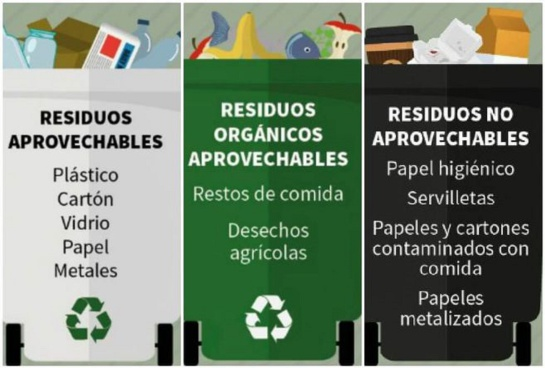 RESIDUOS
APROVECHABLES
Plástico
Cartón
Vidrio
Papel
Metales
RESIDUOS
ORGÁNICOS
APROVECHABLES
Restos de comida
Desechos
agrícolas
RESIDUOS NO
APROVECHABLES
Papel higiénico
Servilletas
Papeles y cartones
contaminados con
comida
Papeles
metalizados